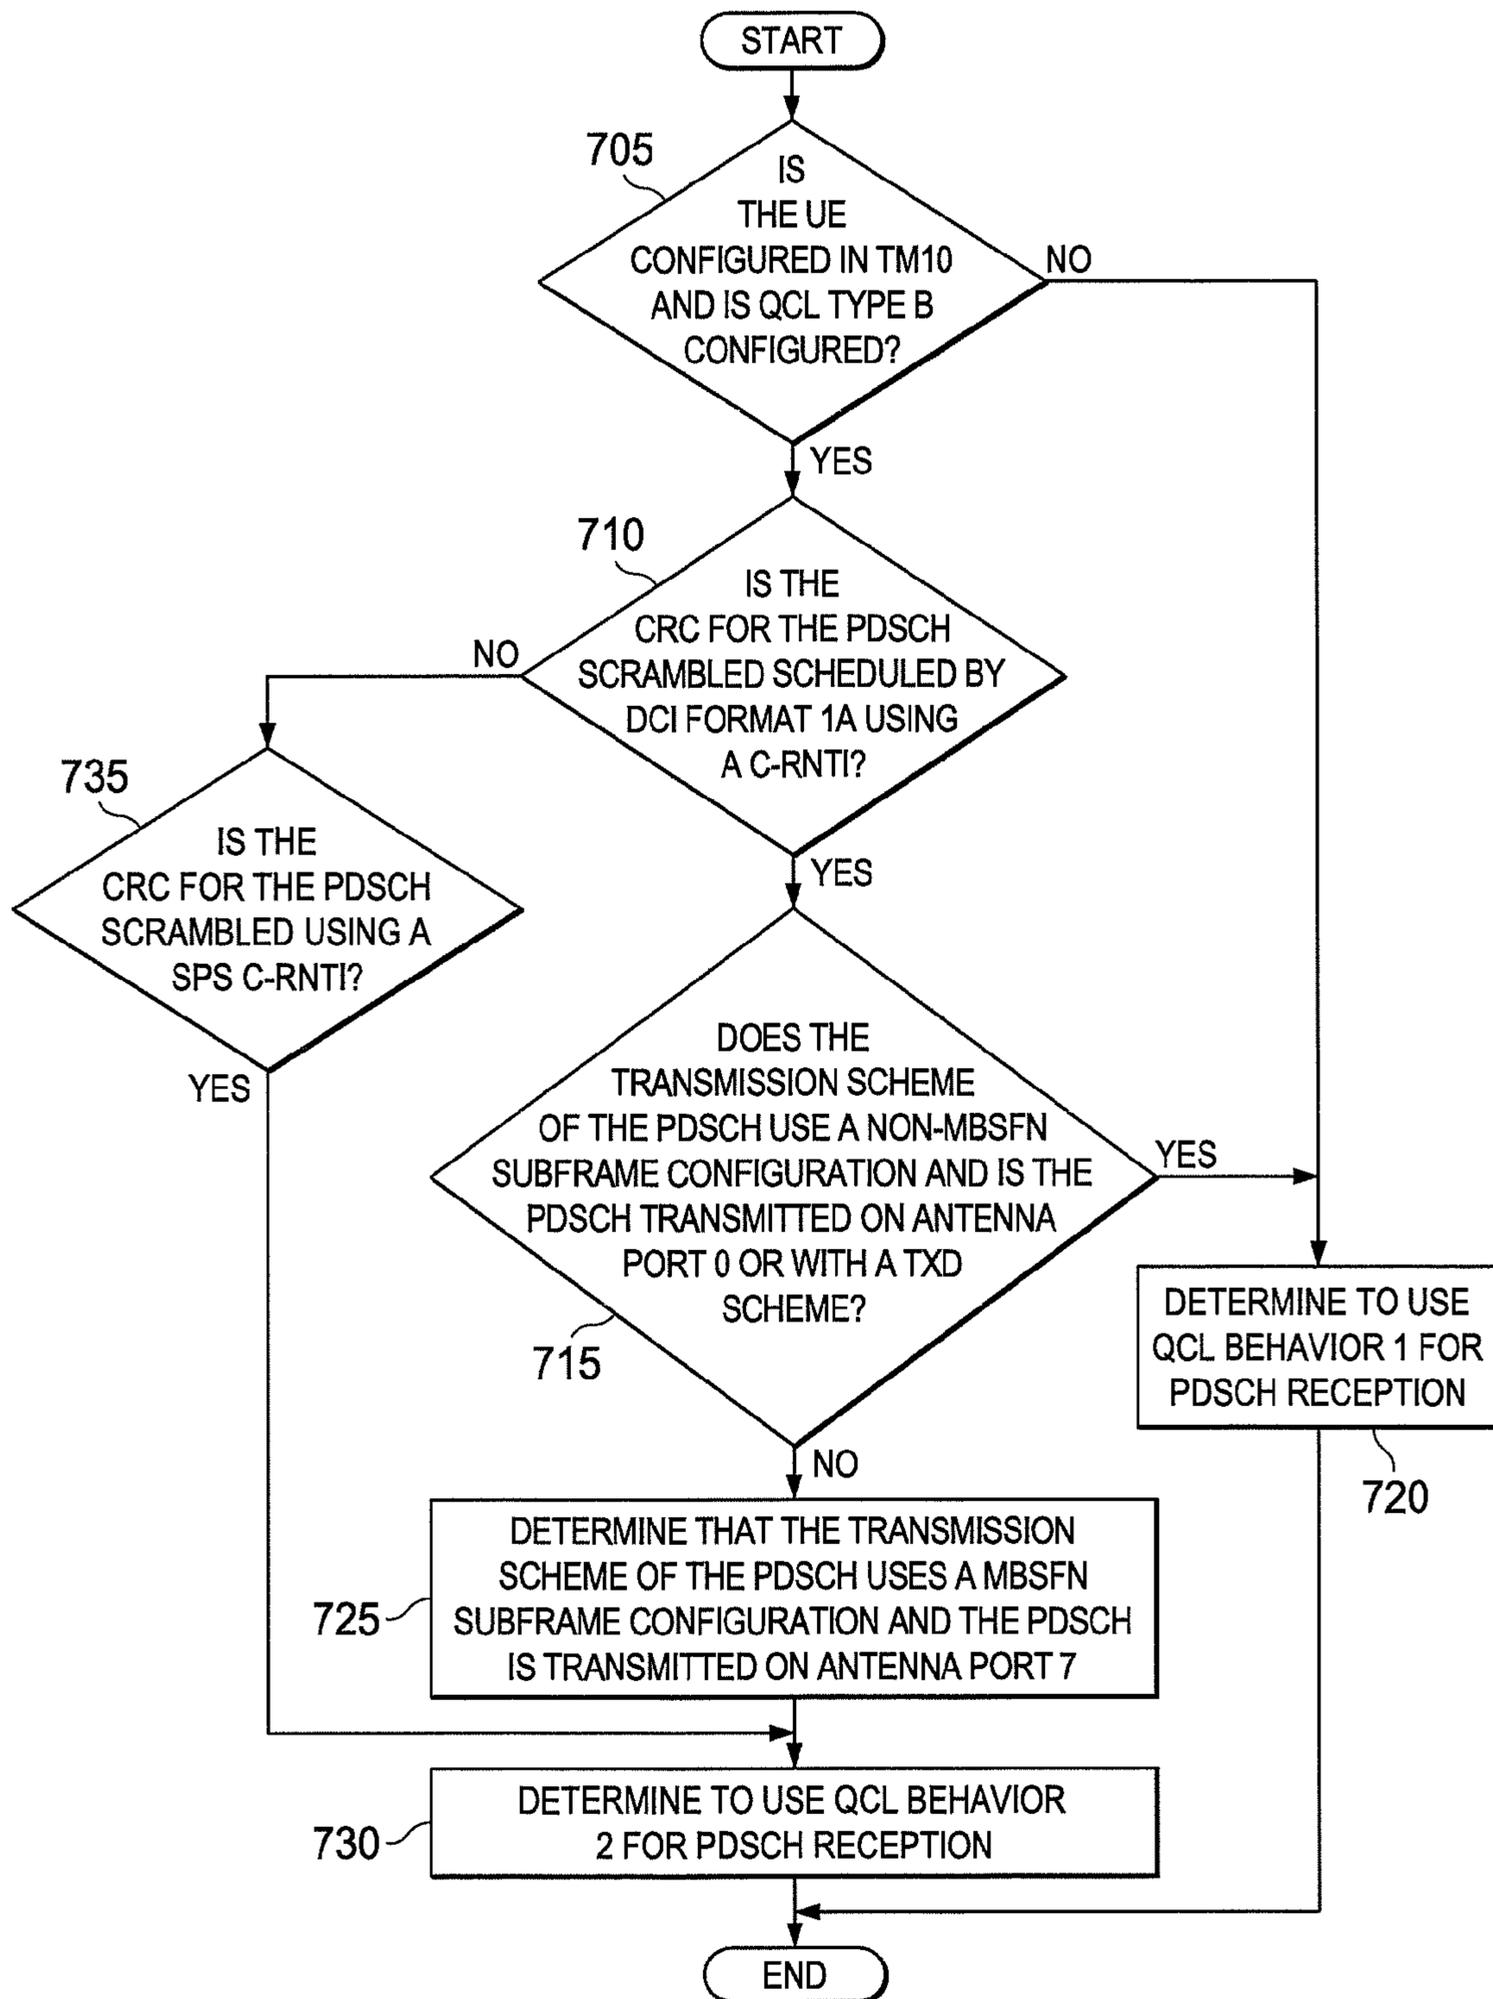 START
705
IS
THE UE
CONFIGURED IN TM10
AND IS QCL TYPE B
CONFIGURED?
NO
YES
710
IS THE
CRC FOR THE PDSCH
SCRAMBLED SCHEDULED BY
DCI FORMAT 1A USING
A C-RNTI?
NO
YES
735
IS THE
CRC FOR THE PDSCH
SCRAMBLED USING A
SPS C-RNTI?
YES
DOES THE
TRANSMISSION SCHEME
OF THE PDSCH USE A NON-MBSFN
SUBFRAME CONFIGURATION AND IS THE
PDSCH TRANSMITTED ON ANTENNA
PORT 0 OR WITH A TXD
SCHEME?
YES
715
NO
DETERMINE TO USE
QCL BEHAVIOR 1 FOR
PDSCH RECEPTION
720
DETERMINE THAT THE TRANSMISSION
SCHEME OF THE PDSCH USES A MBSFN
SUBFRAME CONFIGURATION AND THE PDSCH
IS TRANSMITTED ON ANTENNA PORT 7
725
DETERMINE TO USE QCL BEHAVIOR
2 FOR PDSCH RECEPTION
730
END